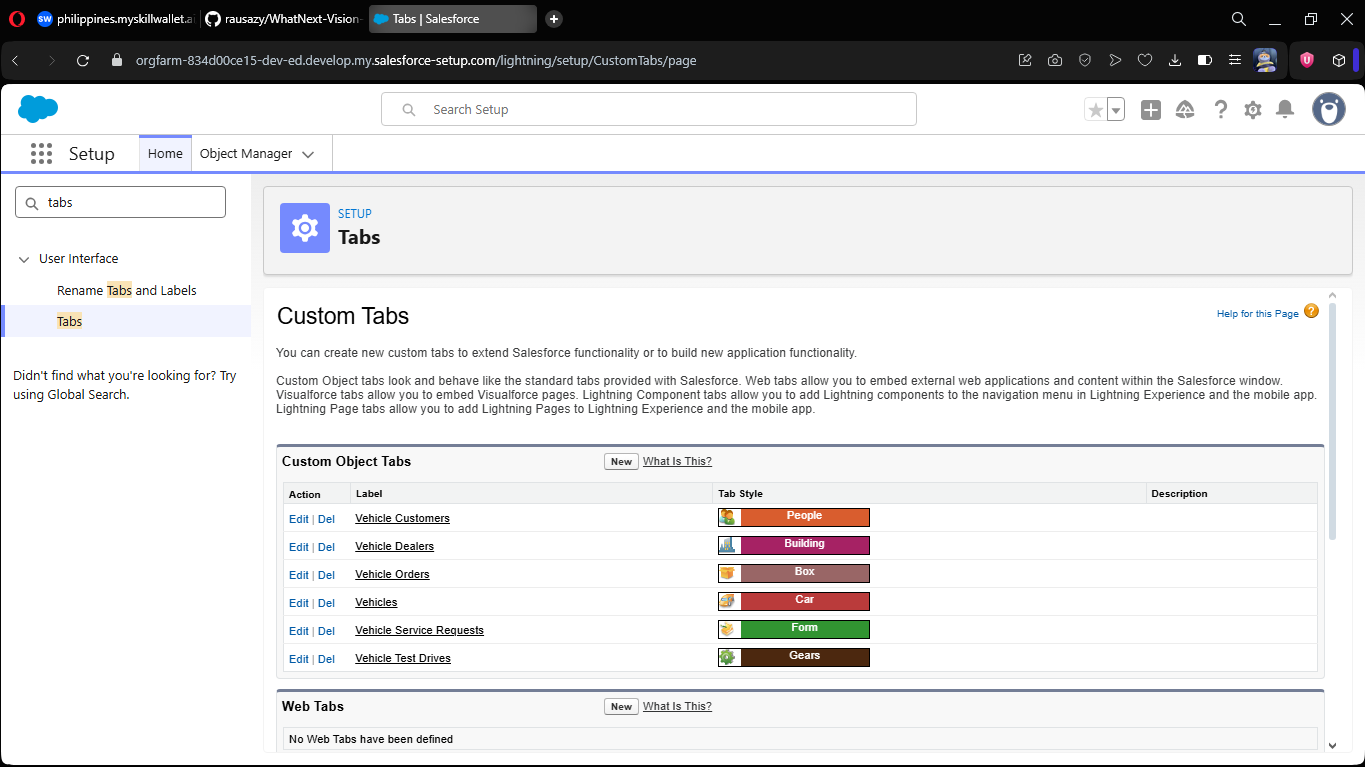 philippines.myskillwallet.a
rausazy/WhatNext-Vision-
Tabs | Salesforce
orgfarm-834d00ce15-dev-ed.develop.my.salesforce-setup.com/lightning/setup/CustomTabs/page
Search Setup
Setup
Home
Object Manager
tabs
User Interface
Rename Tabs and Labels
Tabs
Didn't find what you're looking for? Try
using Global Search.
SETUP
Tabs
Custom Tabs
Help for this Page
You can create new custom tabs to extend Salesforce functionality or to build new application functionality.
Custom Object tabs look and behave like the standard tabs provided with Salesforce. Web tabs allow you to embed external web applications and content within the Salesforce window.
Visualforce tabs allow you to embed Visualforce pages. Lightning Component tabs allow you to add Lightning components to the navigation menu in Lightning Experience and the mobile app.
Lightning Page tabs allow you to add Lightning Pages to Lightning Experience and the mobile app.
Custom Object Tabs New What Is This?
Action Label Tab Style Description
Edit | Del Vehicle Customers People
Edit | Del Vehicle Dealers Building
Edit | Del Vehicle Orders Box
Edit | Del Vehicles Car
Edit | Del Vehicle Service Requests Form
Edit | Del Vehicle Test Drives Gears
Web Tabs New What Is This?
No Web Tabs have been defined